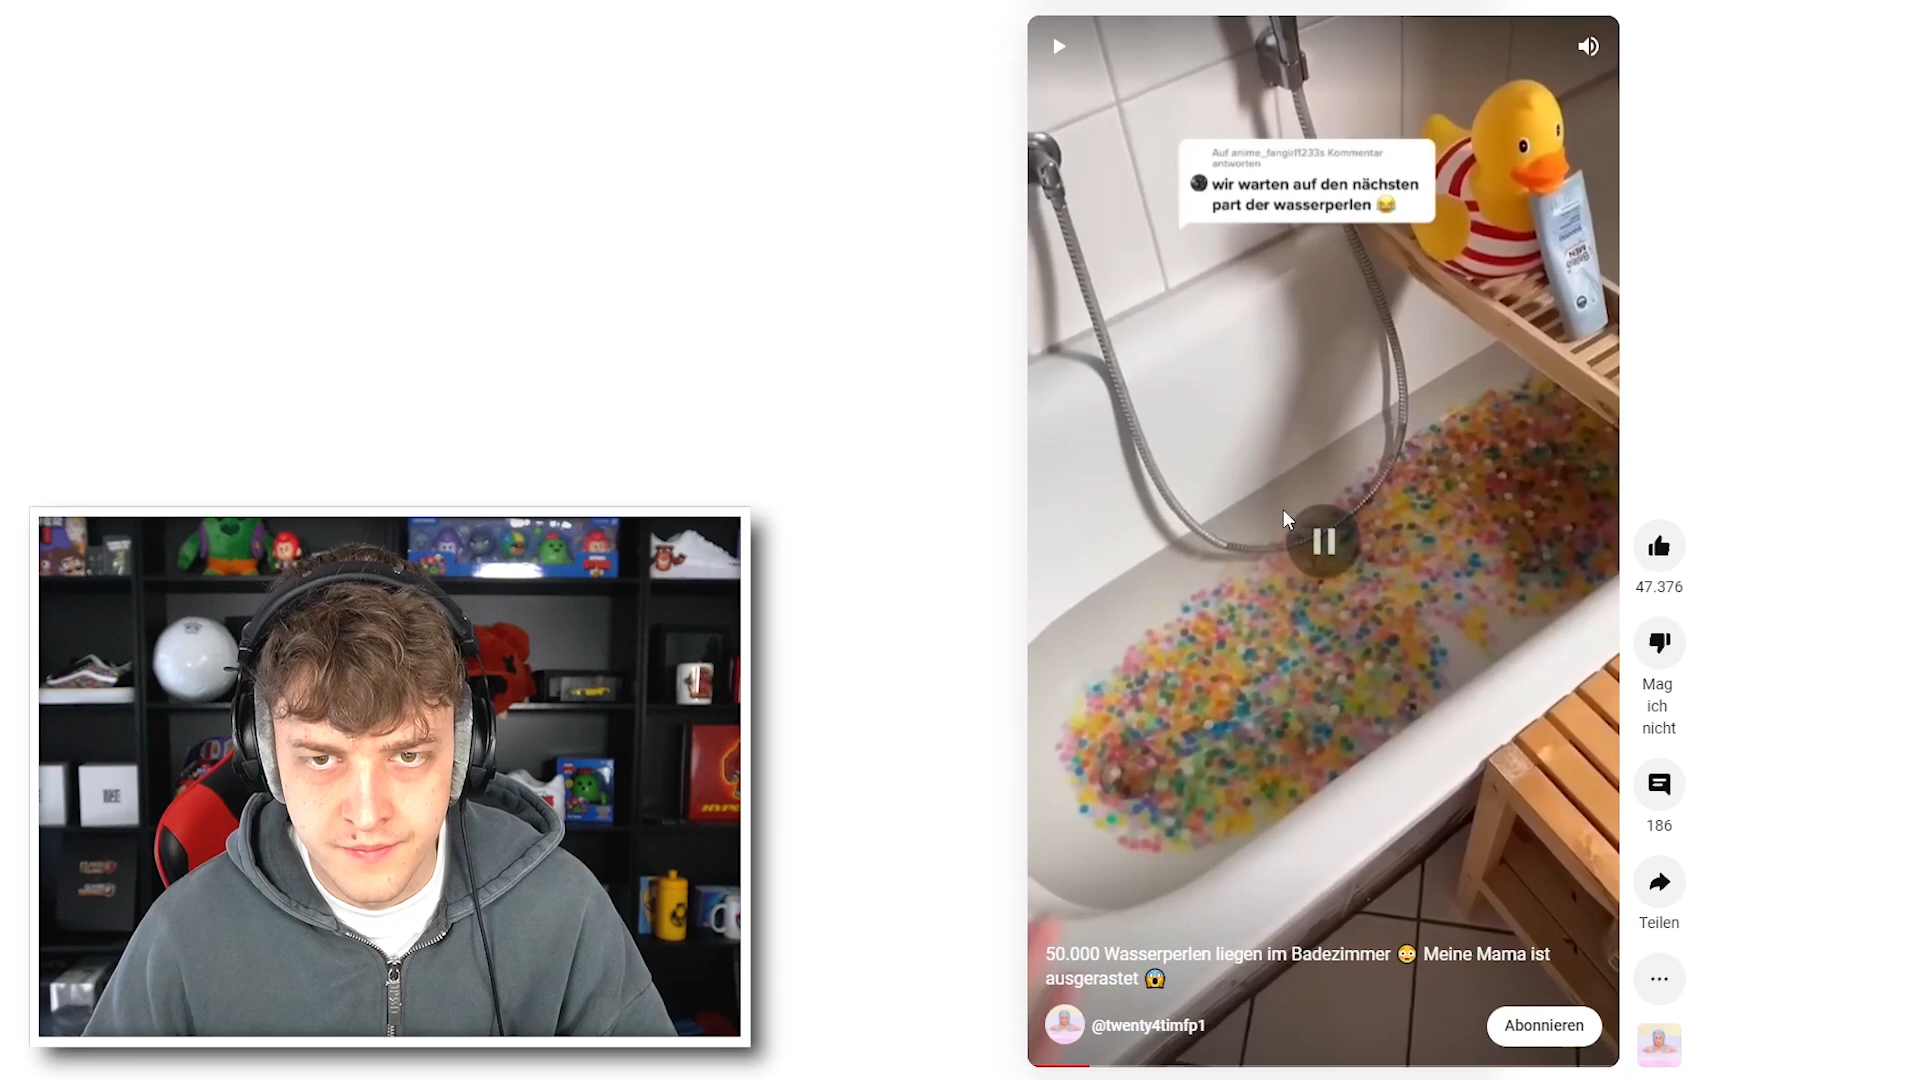 Auf anime_fangirl1233s Kommentar
antworten
wir warten auf den nächsten
part der wasserperlen 😂
MEN
50.000 Wasserperlen liegen im Badezimmer 😳 Meine Mama ist
ausgerastet 😱
@twenty4timfp1
Abonnieren
47.376
Mag
ich
nicht
186
Teilen